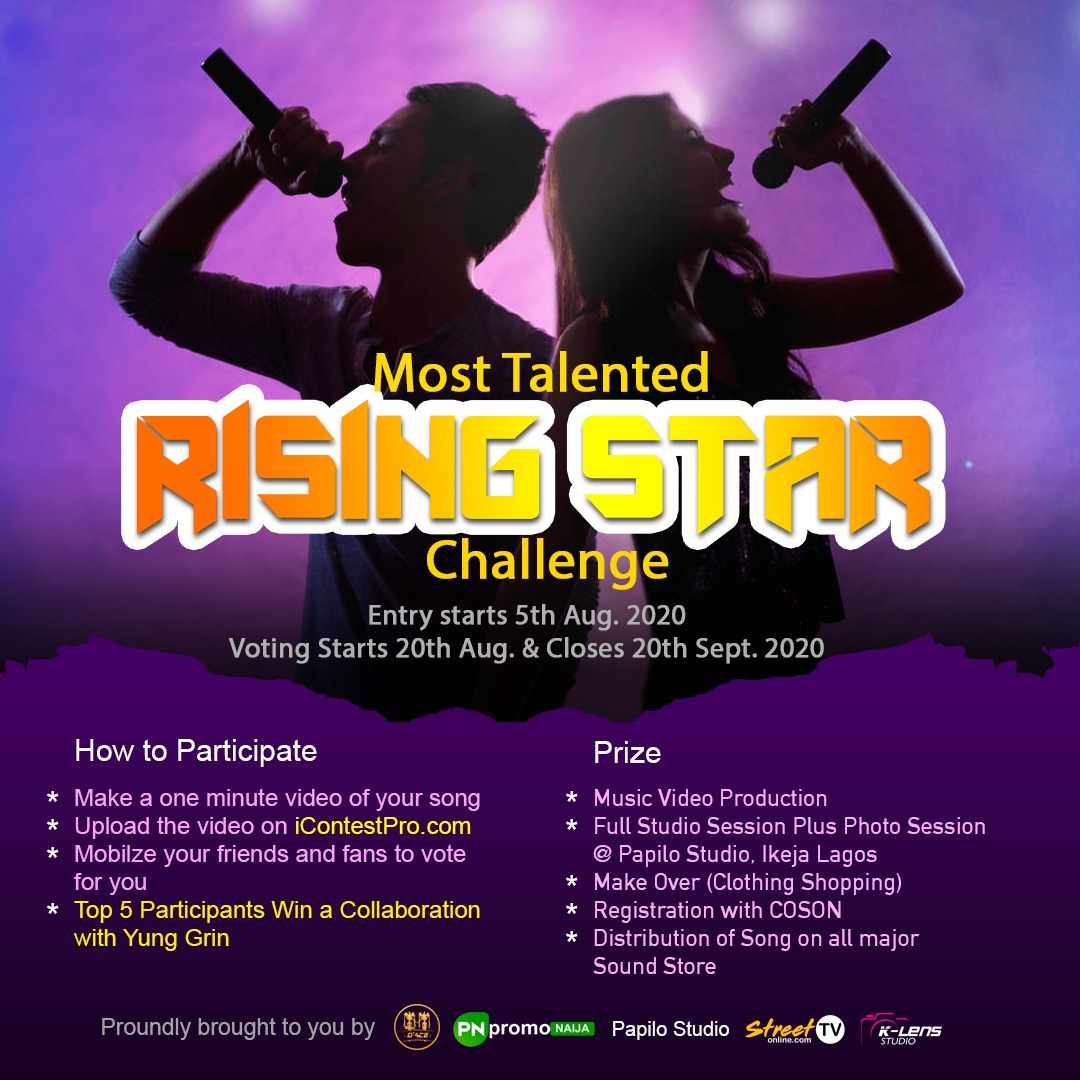 Most Talented
RISING STAR
Challenge
Entry starts 5th Aug. 2020
Voting Starts 20th Aug. & Closes 20th Sept. 2020
How to Participate
* Make a one minute video of your song
* Upload the video on iContestPro.com
* Mobilze your friends and fans to vote
for you
* Top 5 Participants Win a Collaboration
with Yung Grin
Prize
* Music Video Production
* Full Studio Session Plus Photo Session
@ Papilo Studio, Ikeja Lagos
* Make Over (Clothing Shopping)
* Registration with COSON
* Distribution of Song on all major
Sound Store
Proundly brought to you by
PN promo NAIJA
Papilo Studio
Street TV
online.com
K-Lens
STUDIO